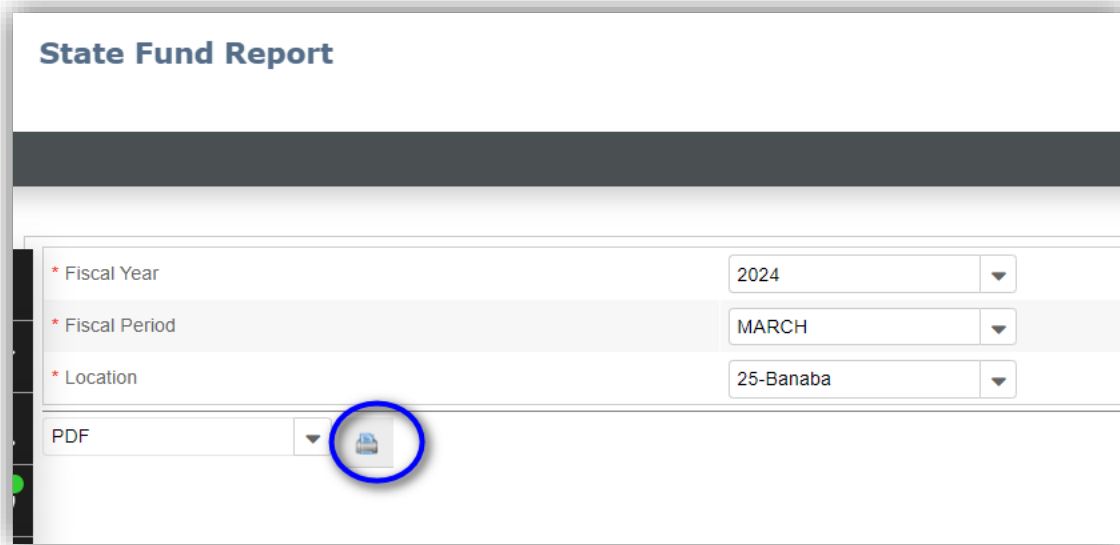 State Fund Report
* Fiscal Year 2024
* Fiscal Period MARCH
* Location 25-Banaba
PDF